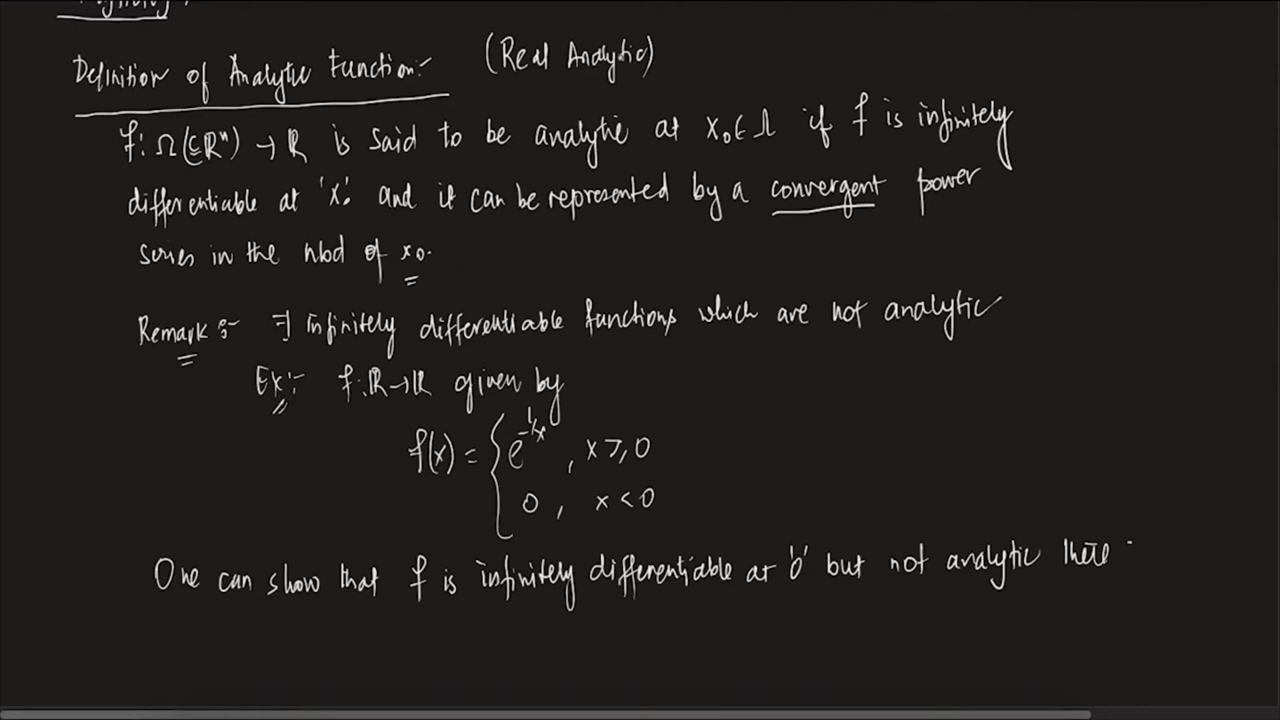 Definition of Analytic Function:- (Real Analytic)
f: Ω(⊆ℝⁿ) → ℝ is said to be analytic at x₀∈Ω if f is infinitely
differentiable at 'x₀' and it can be represented by a convergent power
series in the nbd of x₀.
Remark:- ∃ infinitely differentiable functions which are not analytic
Ex:- f:ℝ→ℝ given by
f(x) = { e^{-1/x} , x ≥ 0
0 , x < 0
One can show that f is infinitely differentiable at '0' but not analytic there.